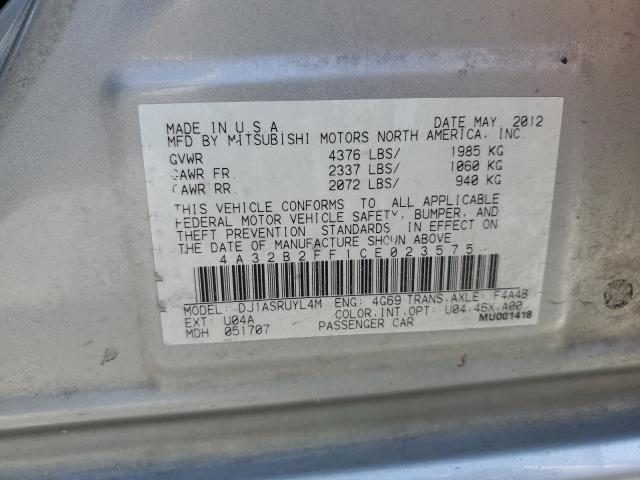 MADE IN U S A DATE MAY, 2012
MFD BY MITSUBISHI MOTORS NORTH AMERICA, INC.
GVWR 4376 LBS/ 1985 KG
GAWR FR. 2337 LBS/ 1060 KG
GAWR RR. 2072 LBS/ 940 KG
THIS VEHICLE CONFORMS TO ALL APPLICABLE
FEDERAL MOTOR VEHICLE SAFETY, BUMPER, AND
THEFT PREVENTION STANDARDS IN EFFECT ON
THE DATE OF MANUFACTURE SHOWN ABOVE
4A32B2FF1CE023575
MODEL: DJ1ASRUYL4M ENG: 4G69 TRANS.AXLE: F4A4B
EXT: U04A COLOR,INT,OPT: U04,46X,A00
MDH 051707 PASSENGER CAR MU001418